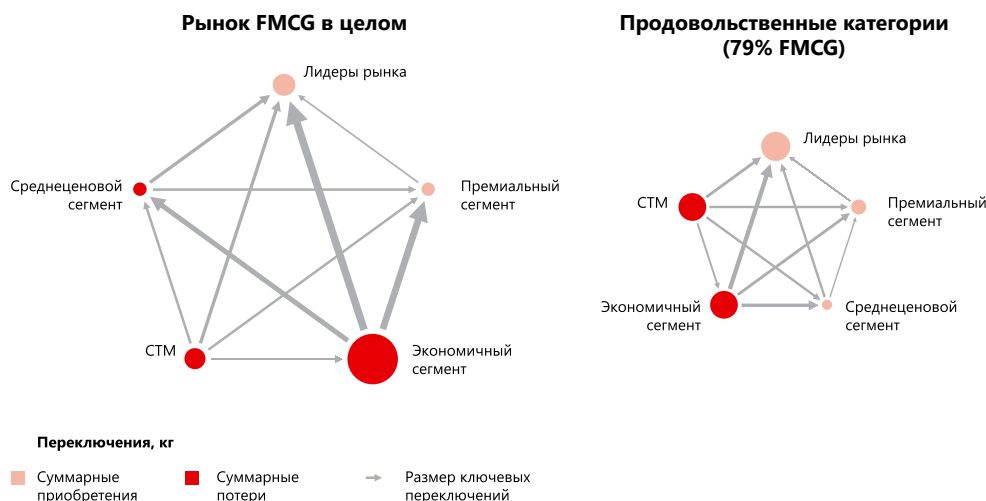 Рынок FMCG в целом
Лидеры рынка
Среднеценовой
сегмент
Премиальный
сегмент
СТМ
Экономичный
сегмент
Продовольственные категории
(79% FMCG)
Лидеры рынка
СТМ
Премиальный
сегмент
Экономичный
сегмент
Среднеценовой
сегмент
Переключения, кг
Суммарные
приобретения
Суммарные
потери
Размер ключевых
переключений